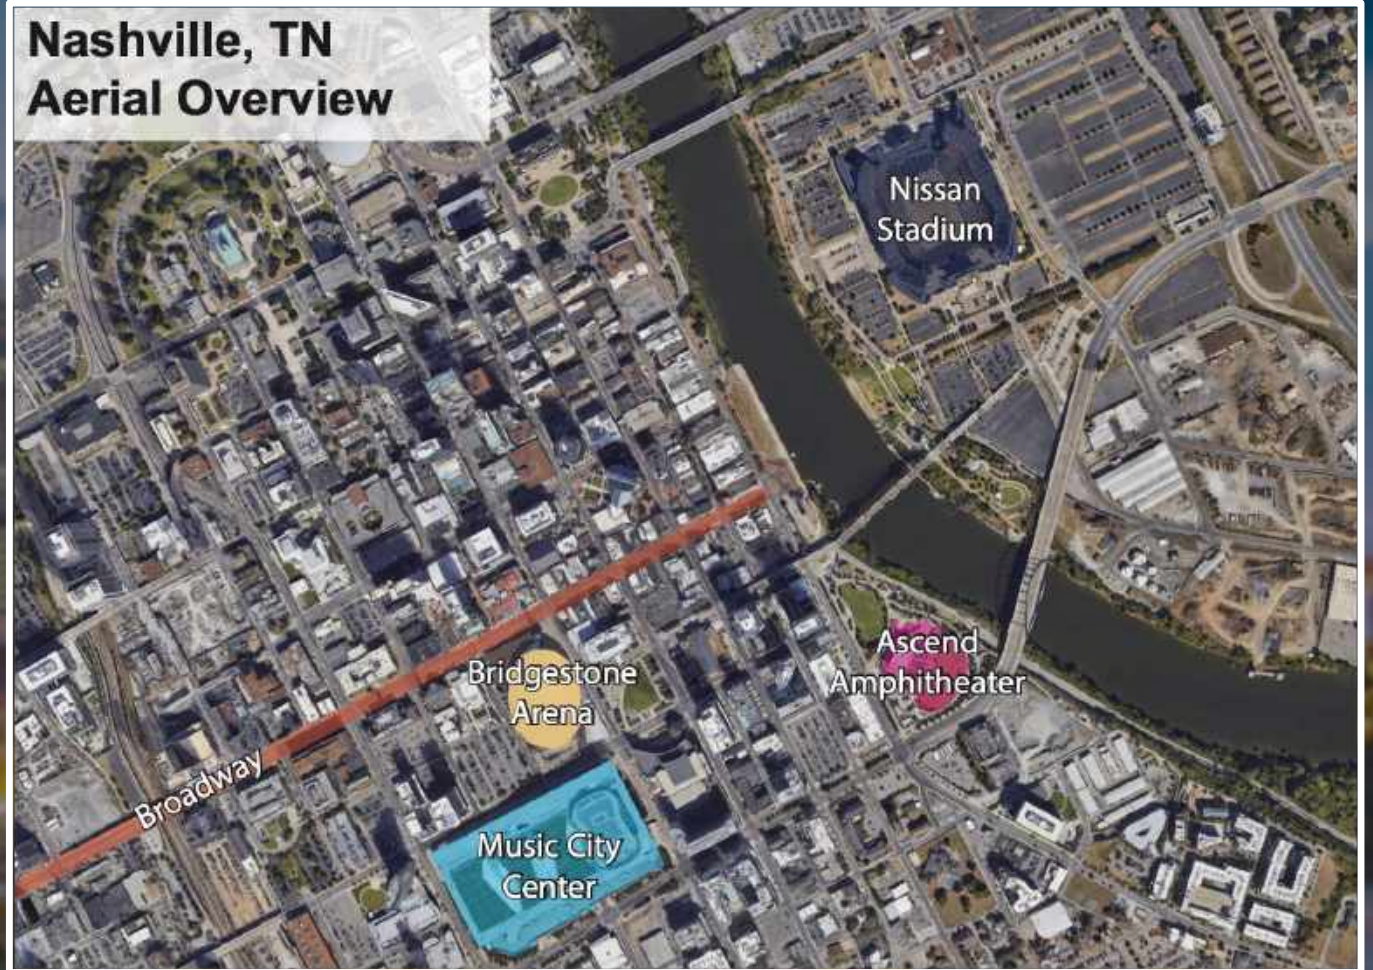 Nashville, TN
Aerial Overview
Nissan
Stadium
Ascend
Amphitheater
Bridgestone
Arena
Broadway
Music City
Center